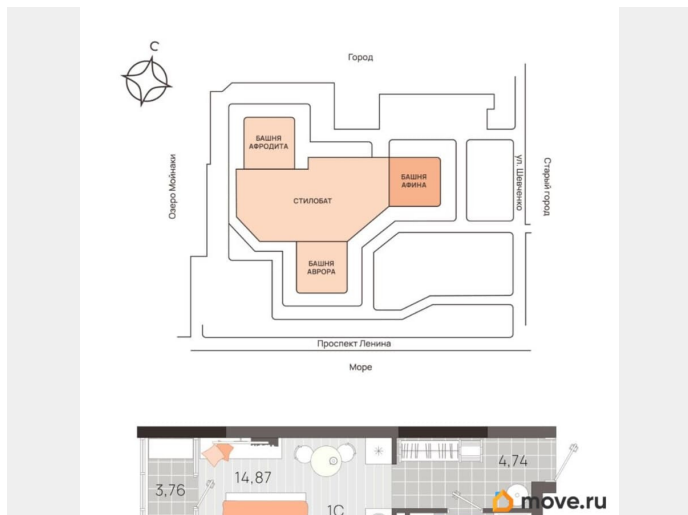 С
Город
БАШНЯ
АФРОДИТА
БАШНЯ
АФИНА
СТИЛОБАТ
БАШНЯ
АВРОРА
Озеро Мойнаки
ул. Шевченко
Старый город
Проспект Ленина
Море
14,87
4,74
3,76
1С
move.ru